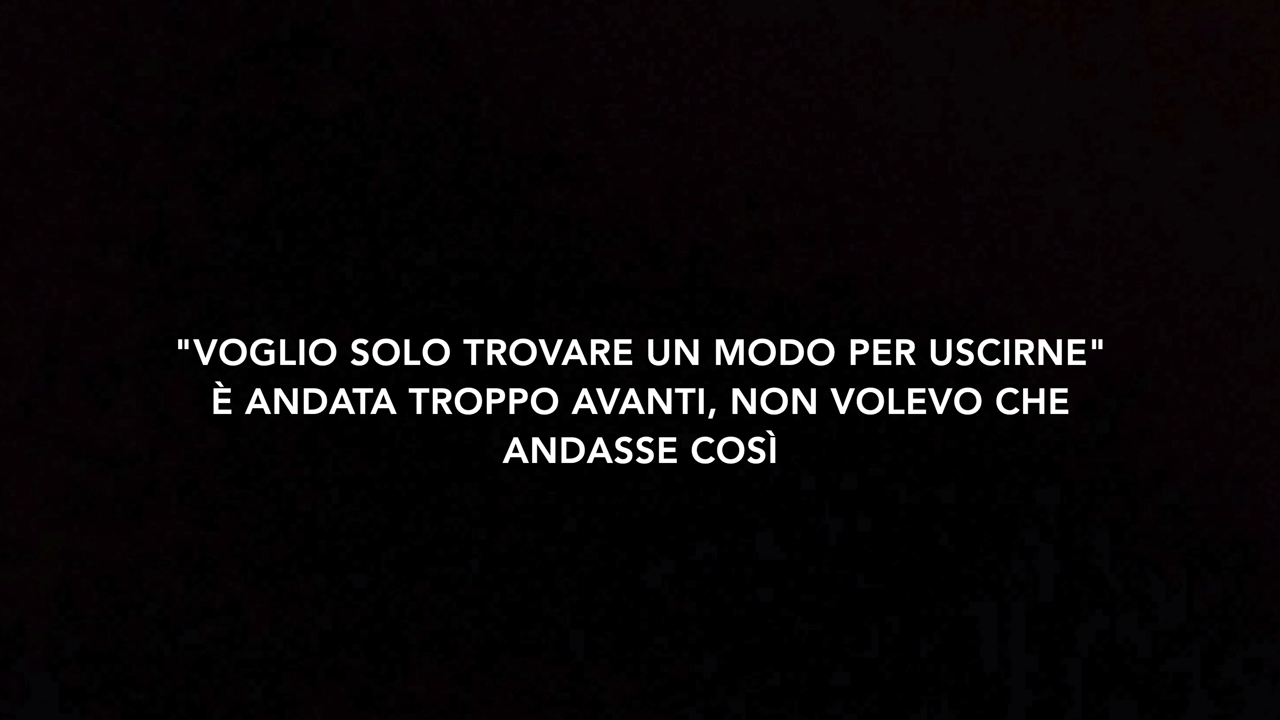 "VOGLIO SOLO TROVARE UN MODO PER USCIRNE"
È ANDATA TROPPO AVANTI, NON VOLEVO CHE
ANDASSE COSÌ